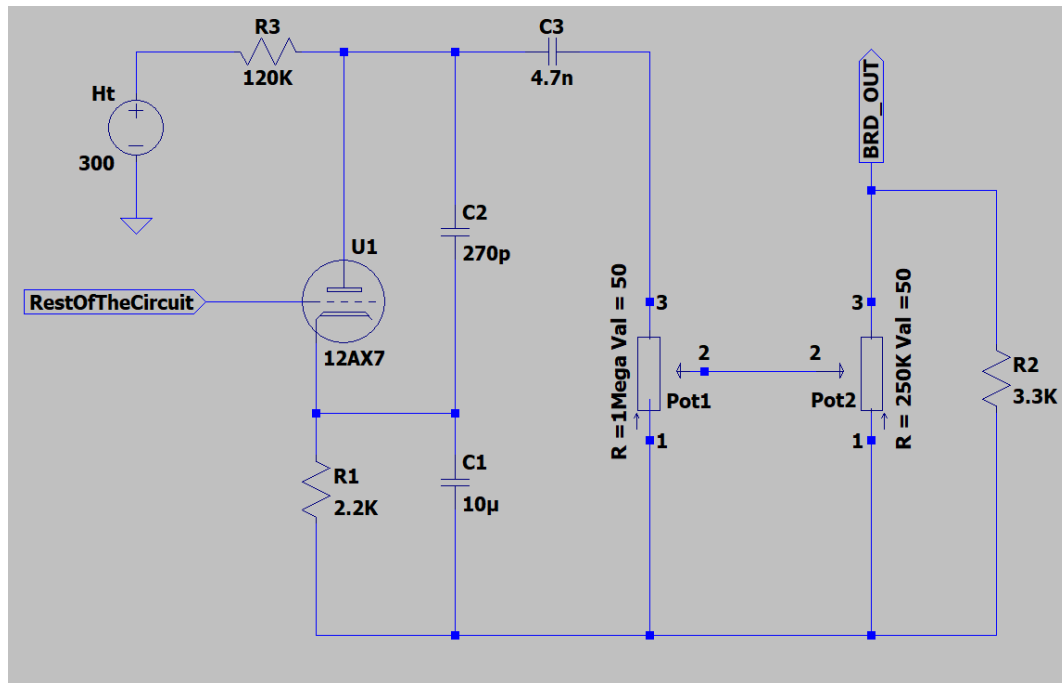 R3
120K
C3
4.7n
Ht
+
−
300
BRD_OUT
C2
270p
U1
RestOfTheCircuit
12AX7
R =1Mega Val = 50
3
2
Pot1
1
3
2
Pot2
1
R = 250K Val =50
R2
3.3K
R1
2.2K
C1
10µ